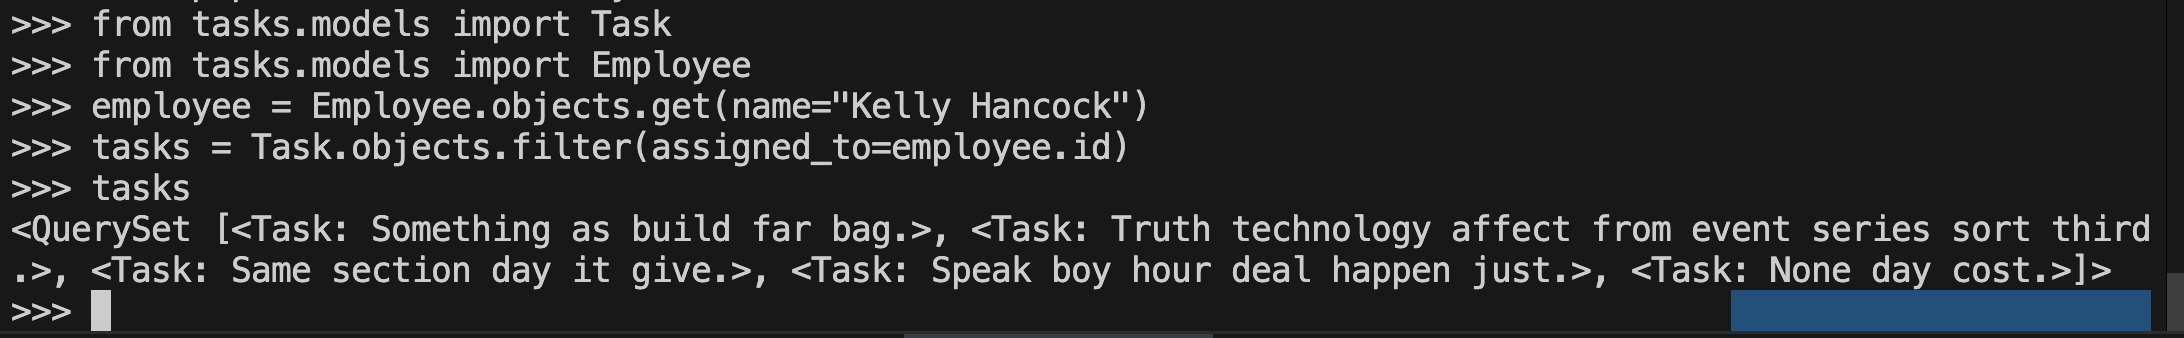 >>> from tasks.models import Task
>>> from tasks.models import Employee
>>> employee = Employee.objects.get(name="Kelly Hancock")
>>> tasks = Task.objects.filter(assigned_to=employee.id)
>>> tasks
<QuerySet [<Task: Something as build far bag.>, <Task: Truth technology affect from event series sort third
.>, <Task: Same section day it give.>, <Task: Speak boy hour deal happen just.>, <Task: None day cost.>]>
>>>